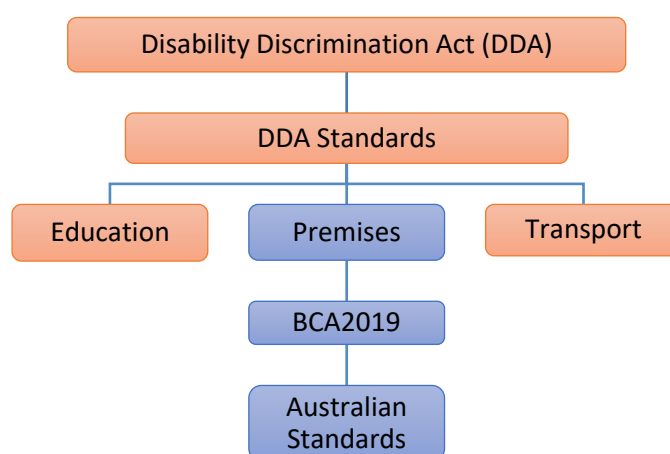 Disability Discrimination Act (DDA)
DDA Standards
Education
Premises
Transport
BCA2019
Australian
Standards